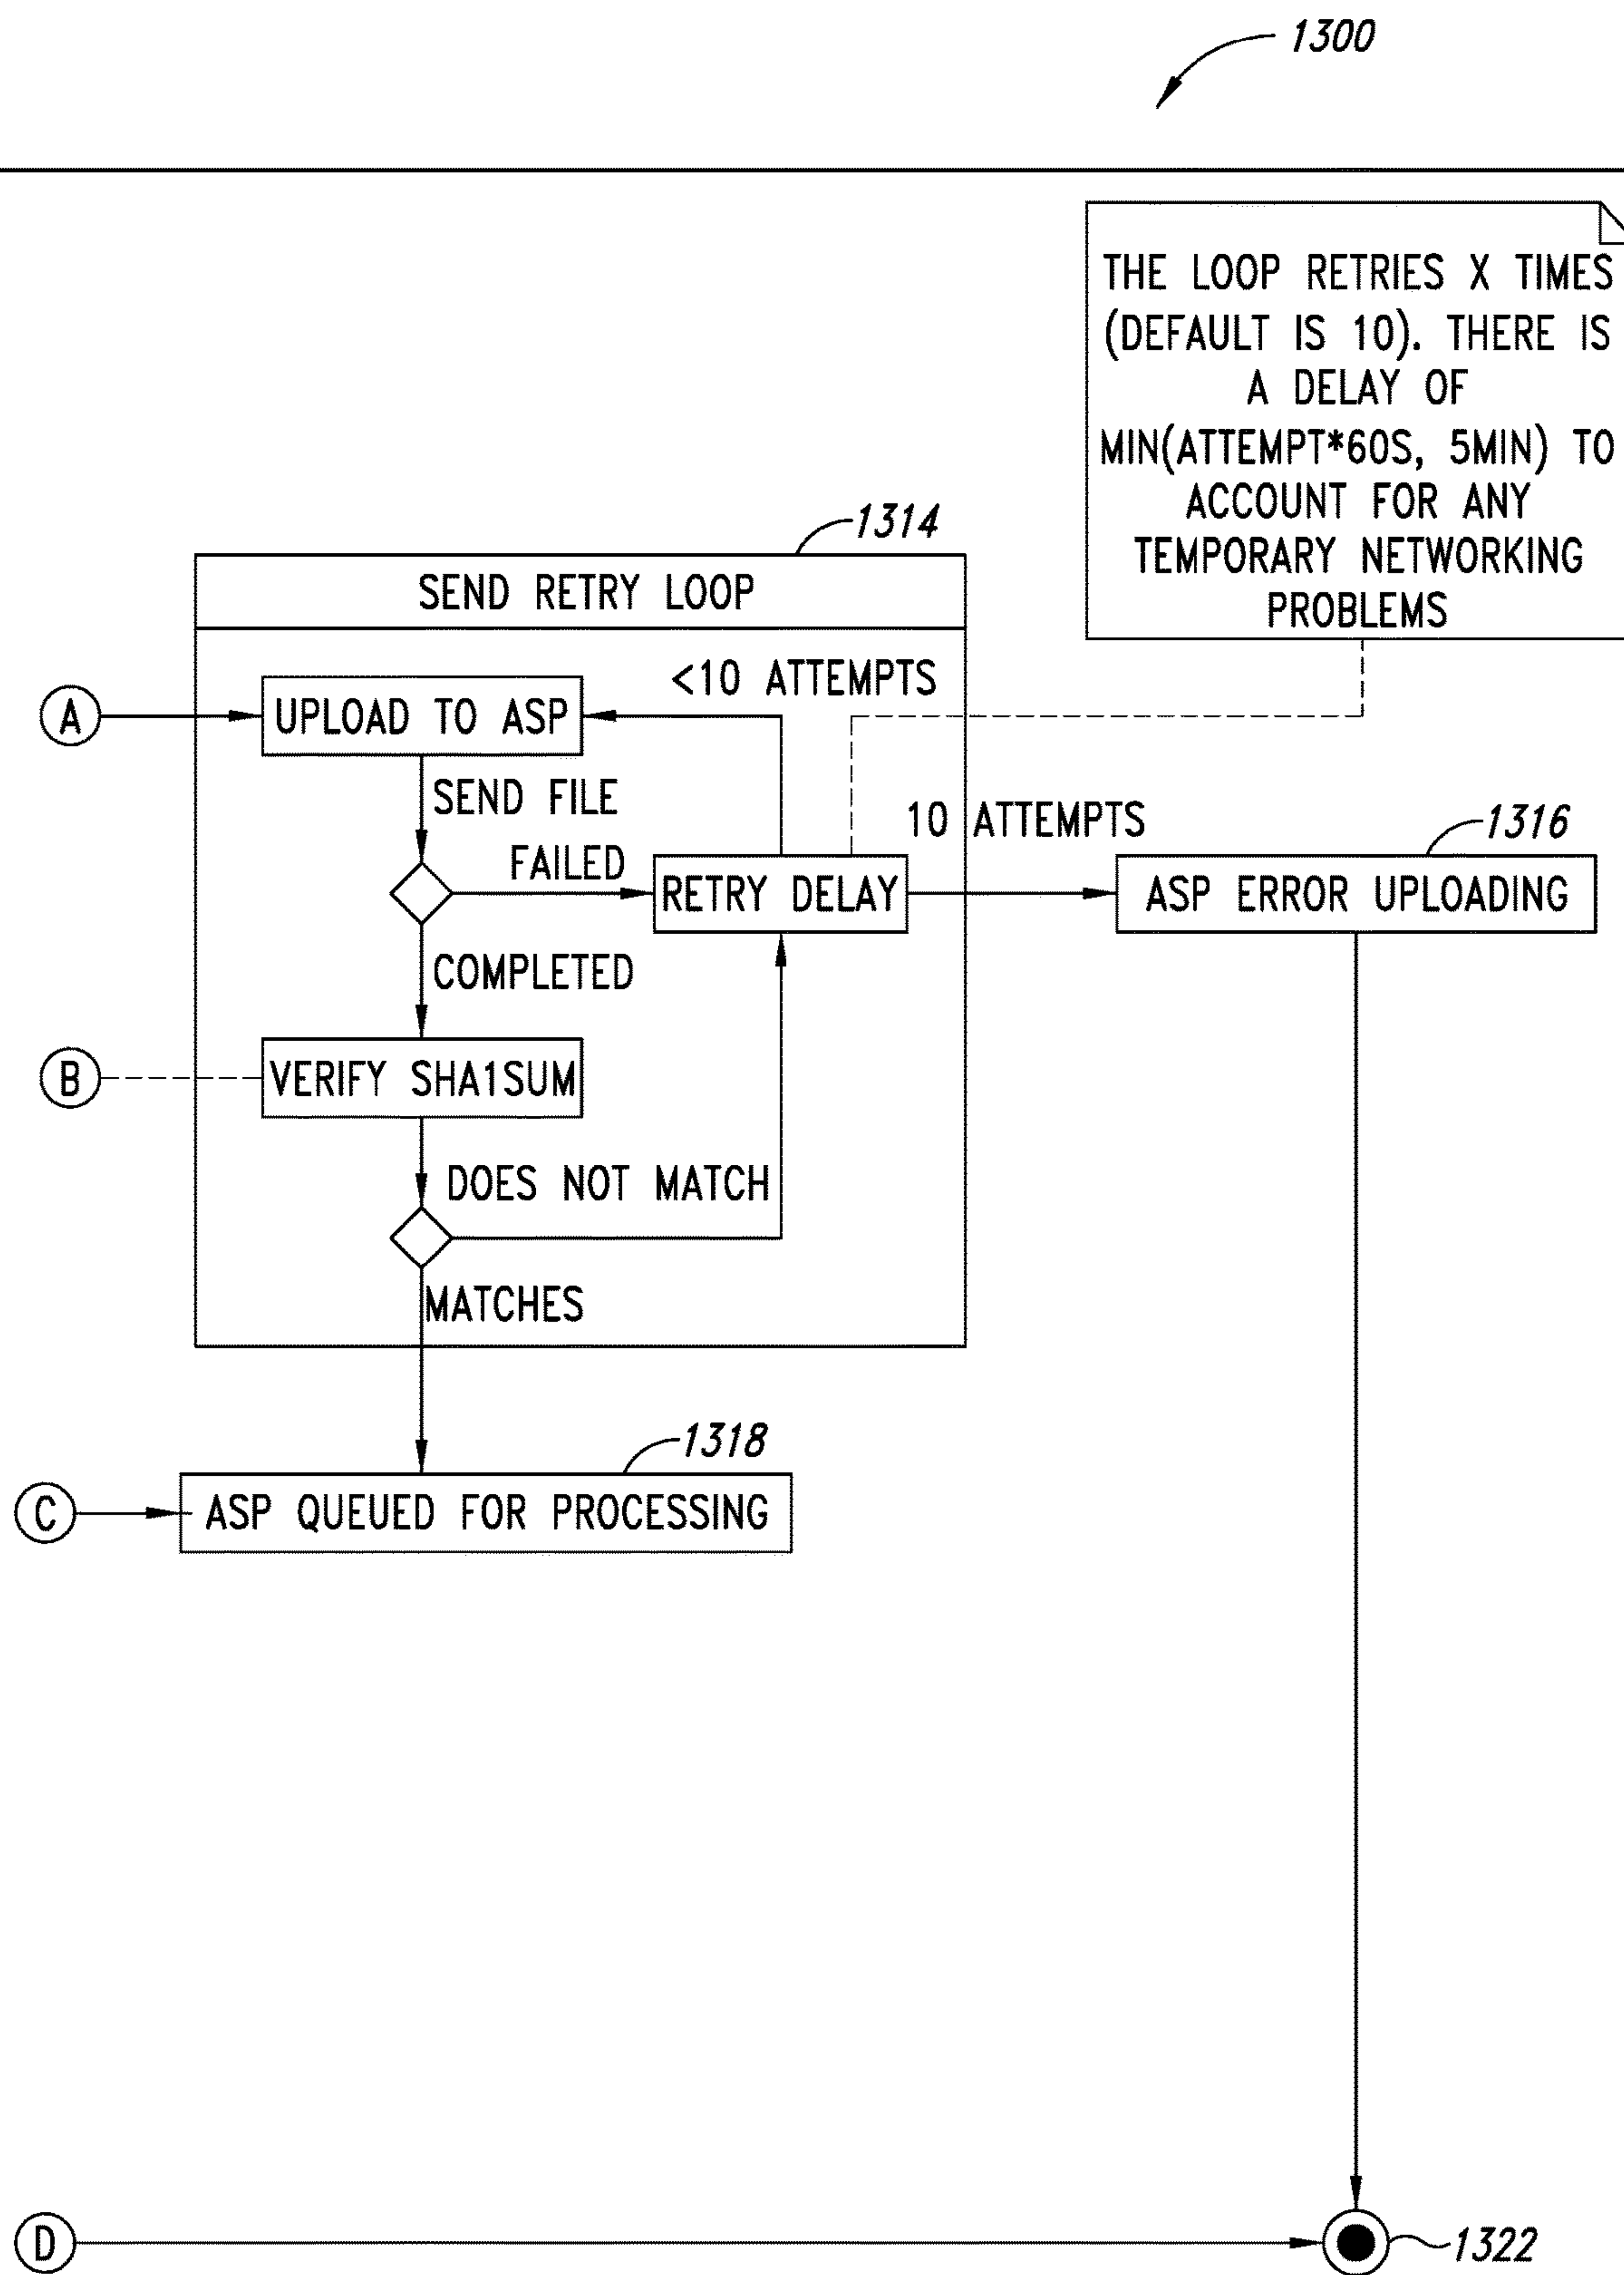 1300
THE LOOP RETRIES X TIMES
(DEFAULT IS 10). THERE IS
A DELAY OF
MIN(ATTEMPT*60S, 5MIN) TO
ACCOUNT FOR ANY
TEMPORARY NETWORKING
PROBLEMS
1314
SEND RETRY LOOP
<10 ATTEMPTS
A
UPLOAD TO ASP
SEND FILE
10 ATTEMPTS
1316
FAILED
RETRY DELAY
ASP ERROR UPLOADING
COMPLETED
B
VERIFY SHA1SUM
DOES NOT MATCH
MATCHES
1318
C
ASP QUEUED FOR PROCESSING
D
1322